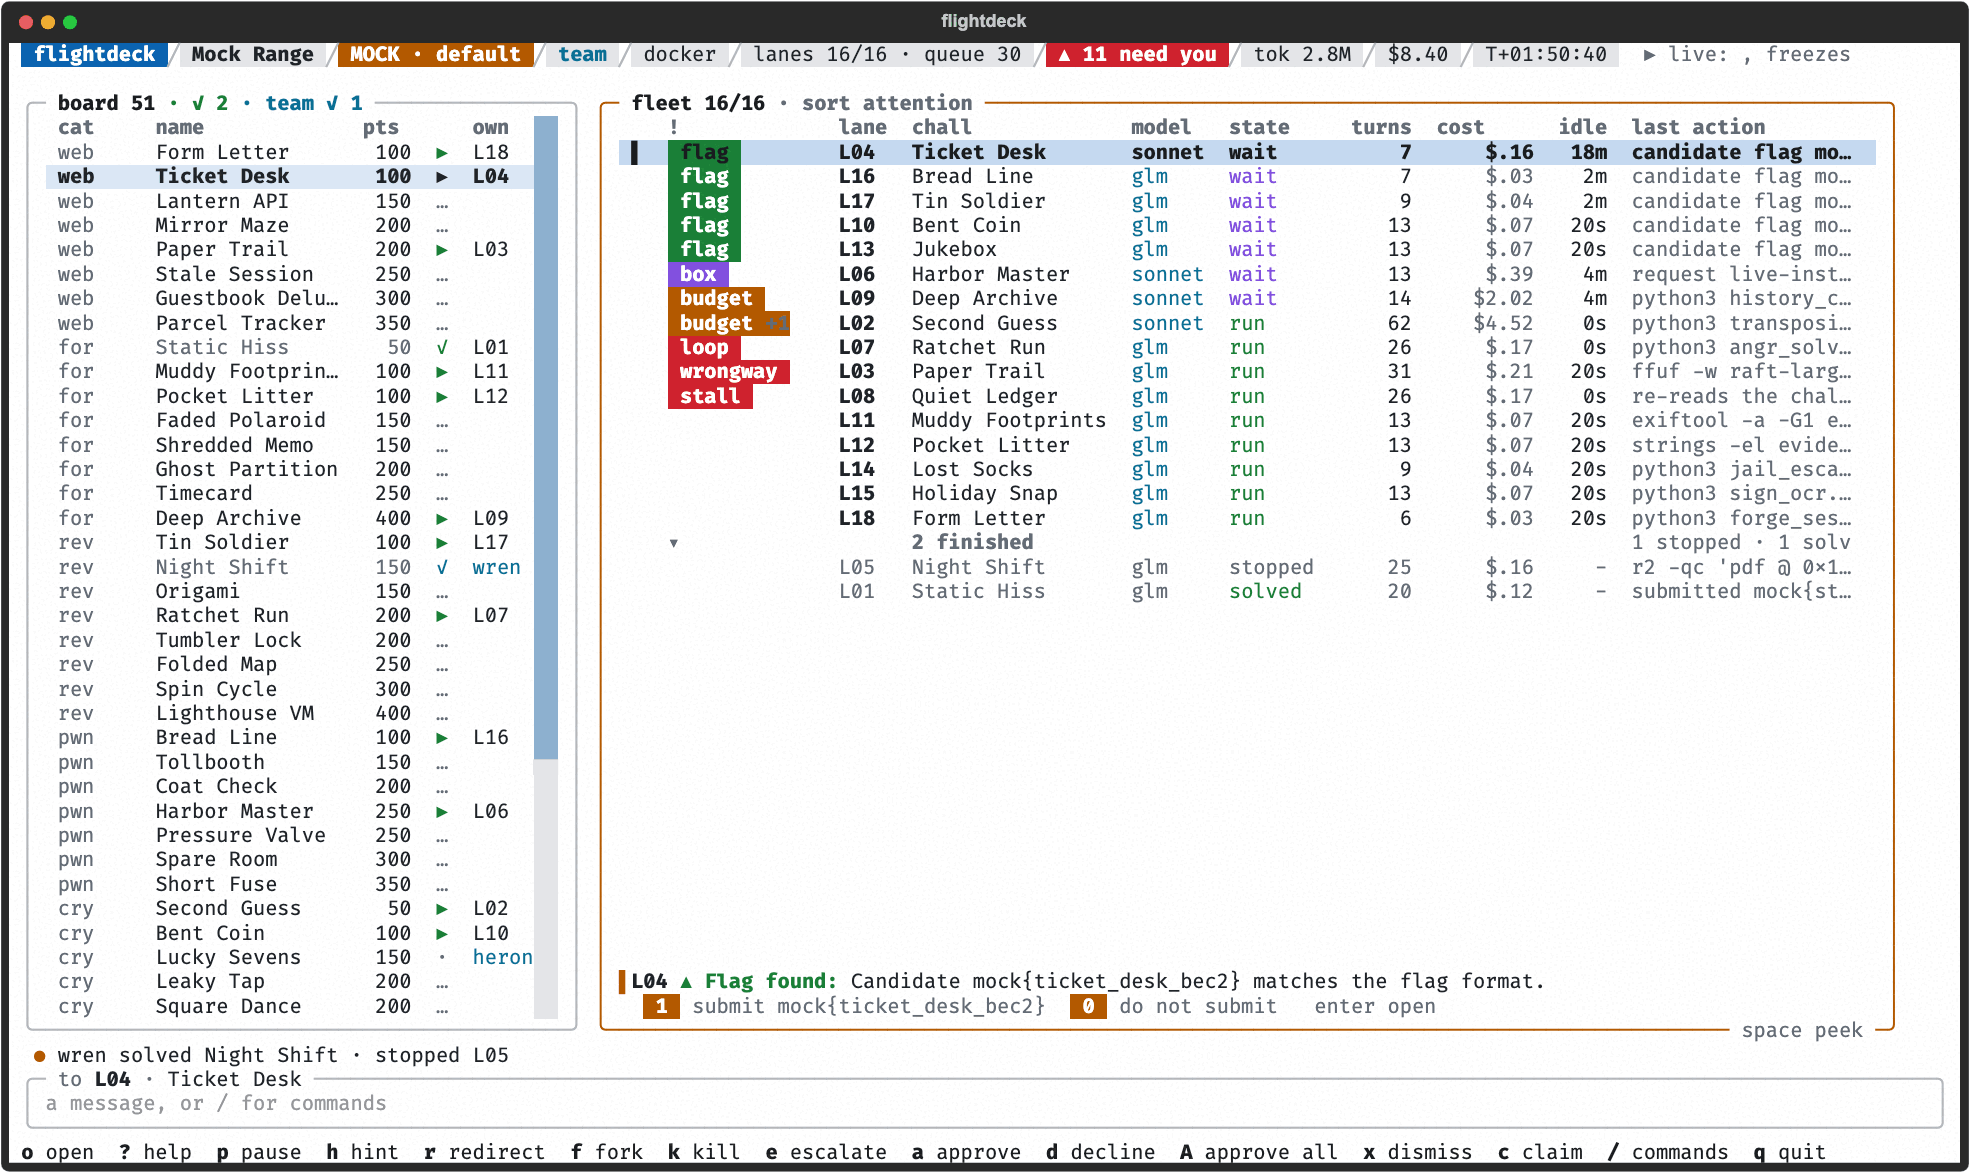 flightdeck
flightdeck / Mock Range / MOCK · default / team / docker / lanes 16/16 · queue 30 / ▲ 11 need you / tok 2.8M / $8.40 / T+01:50:40 ▶ live: , freezes
board 51 · √ 2 · team √ 1
cat name pts own
web Form Letter 100 ▶ L18
web Ticket Desk 100 ▶ L04
web Lantern API 150 …
web Mirror Maze 200 …
web Paper Trail 200 ▶ L03
web Stale Session 250 …
web Guestbook Delu… 300 …
web Parcel Tracker 350 …
for Static Hiss 50 √ L01
for Muddy Footprin… 100 ▶ L11
for Pocket Litter 100 ▶ L12
for Faded Polaroid 150 …
for Shredded Memo 150 …
for Ghost Partition 200 …
for Timecard 250 …
for Deep Archive 400 ▶ L09
rev Tin Soldier 100 ▶ L17
rev Night Shift 150 √ wren
rev Origami 150 …
rev Ratchet Run 200 ▶ L07
rev Tumbler Lock 200 …
rev Folded Map 250 …
rev Spin Cycle 300 …
rev Lighthouse VM 400 …
pwn Bread Line 100 ▶ L16
pwn Tollbooth 150 …
pwn Coat Check 200 …
pwn Harbor Master 250 ▶ L06
pwn Pressure Valve 250 …
pwn Spare Room 300 …
pwn Short Fuse 350 …
cry Second Guess 50 ▶ L02
cry Bent Coin 100 ▶ L10
cry Lucky Sevens 150 · heron
cry Leaky Tap 200 …
cry Square Dance 200 …
fleet 16/16 · sort attention
! lane chall model state turns cost idle last action
flag L04 Ticket Desk sonnet wait 7 $.16 18m candidate flag mo…
flag L16 Bread Line glm wait 7 $.03 2m candidate flag mo…
flag L17 Tin Soldier glm wait 9 $.04 2m candidate flag mo…
flag L10 Bent Coin glm wait 13 $.07 20s candidate flag mo…
flag L13 Jukebox glm wait 13 $.07 20s candidate flag mo…
box L06 Harbor Master sonnet wait 13 $.39 4m request live-inst…
budget L09 Deep Archive sonnet wait 14 $2.02 4m python3 history_c…
budget L02 Second Guess sonnet run 62 $4.52 0s python3 transposi…
loop L07 Ratchet Run glm run 26 $.17 0s python3 angr_solv…
wrongway L03 Paper Trail glm run 31 $.21 20s ffuf -w raft-larg…
stall L08 Quiet Ledger glm run 26 $.17 0s re-reads the chal…
L11 Muddy Footprints glm run 13 $.07 20s exiftool -a -G1 e…
L12 Pocket Litter glm run 13 $.07 20s strings -el evide…
L14 Lost Socks glm run 9 $.04 20s python3 jail_esca…
L15 Holiday Snap glm run 13 $.07 20s python3 sign_ocr.…
L18 Form Letter glm run 6 $.03 20s python3 forge_ses…
▼ 2 finished 1 stopped · 1 solv
L05 Night Shift glm stopped 25 $.16 - r2 -qc 'pdf @ 0×1…
L01 Static Hiss glm solved 20 $.12 - submitted mock{st…
L04 ▲ Flag found: Candidate mock{ticket_desk_bec2} matches the flag format.
1 submit mock{ticket_desk_bec2} 0 do not submit enter open
space peek
● wren solved Night Shift · stopped L05
to L04 · Ticket Desk
a message, or / for commands
o open ? help p pause h hint r redirect f fork k kill e escalate a approve d decline A approve all x dismiss c claim / commands q quit